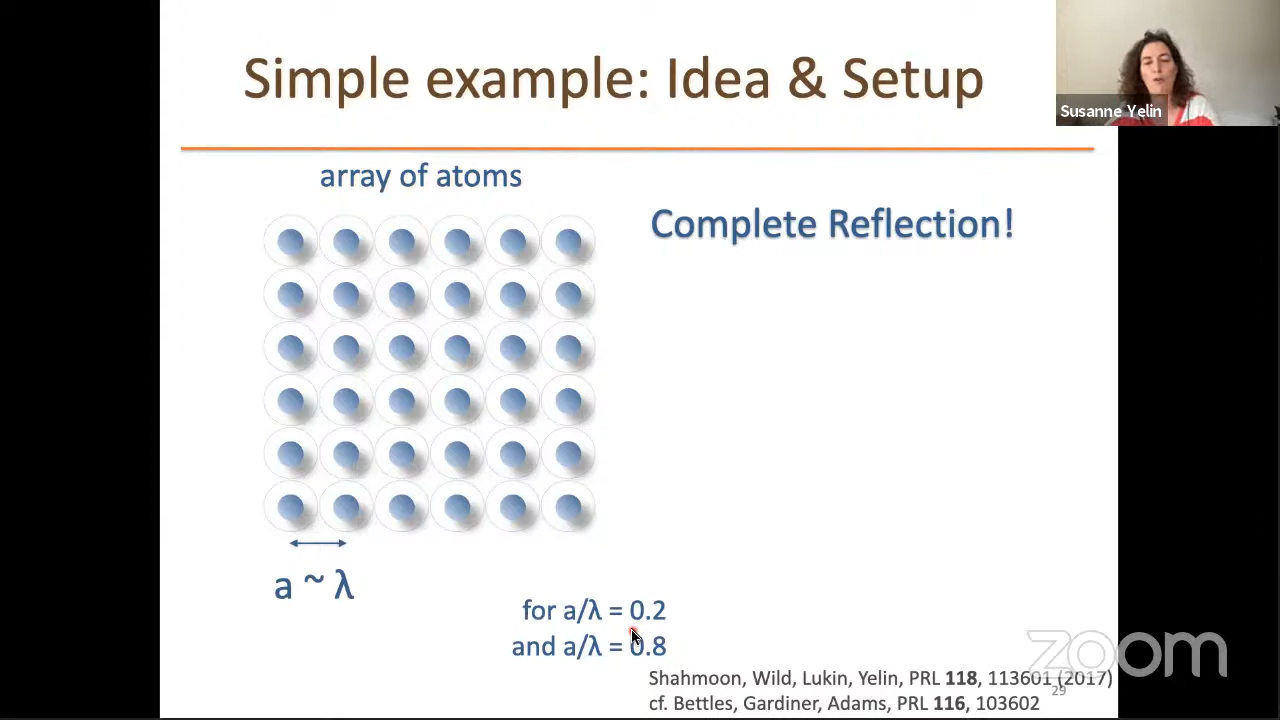 Simple example: Idea & Setup
Susanne Yelin
array of atoms
Complete Reflection!
a ~ λ
for a/λ = 0.2
and a/λ = 0.8
zoom
Shahmoon, Wild, Lukin, Yelin, PRL 118, 113601 (2017)
29
cf. Bettles, Gardiner, Adams, PRL 116, 103602